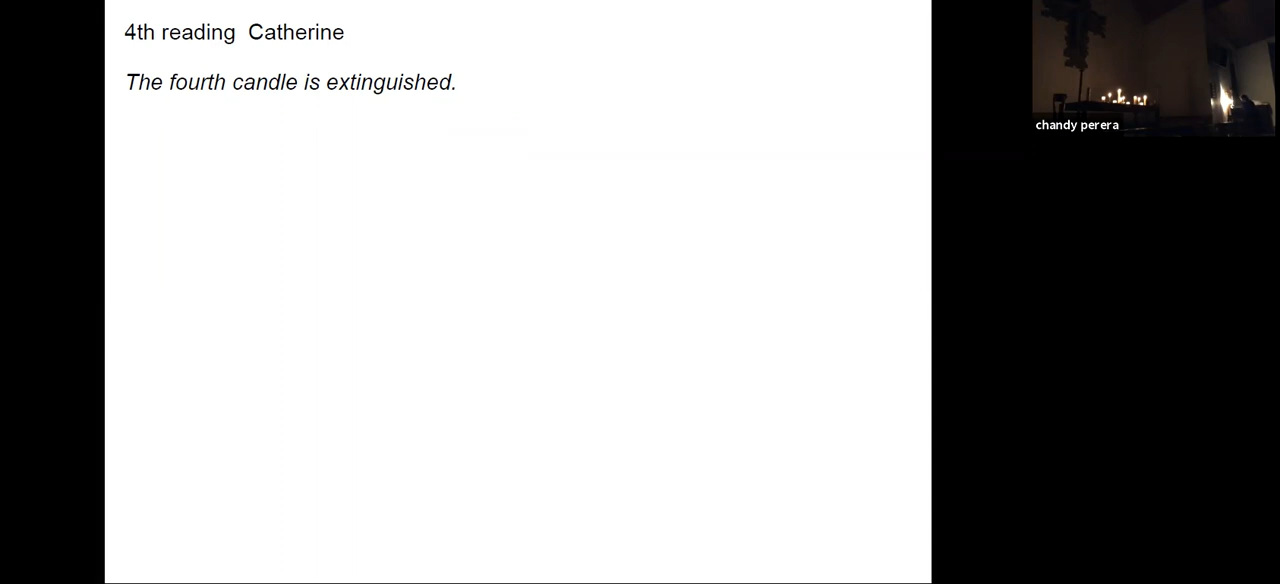 4th reading  Catherine
The fourth candle is extinguished.
chandy perera